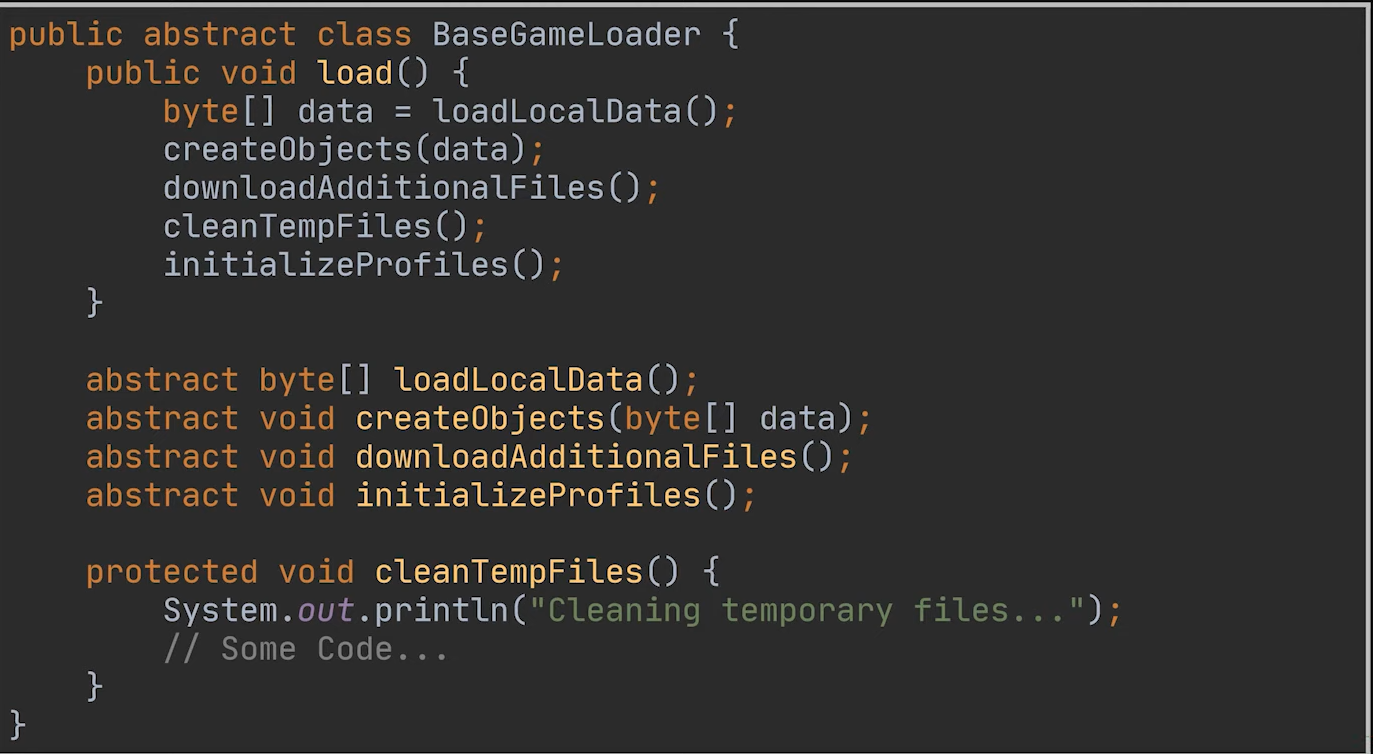 public abstract class BaseGameLoader {
    public void load() {
        byte[] data = loadLocalData();
        createObjects(data);
        downloadAdditionalFiles();
        cleanTempFiles();
        initializeProfiles();
    }

    abstract byte[] loadLocalData();
    abstract void createObjects(byte[] data);
    abstract void downloadAdditionalFiles();
    abstract void initializeProfiles();

    protected void cleanTempFiles() {
        System.out.println("Cleaning temporary files...");
        // Some Code...
    }
}